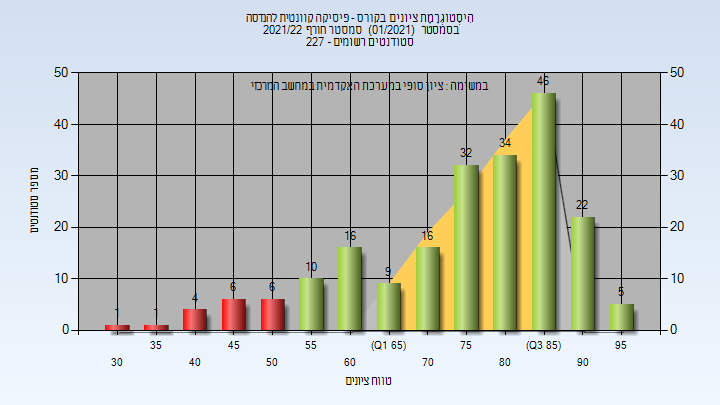 היסטוגרמת ציונים בקורס - פיסיקה קוונטית להנדסה
בסמסטר (01/2021) סמסטר חורף 2021/22
סטודנטים רשומים - 227
במשימה : ציון סופי במערכת האקדמית במחשב המרכזי
50 50
40 40
30 30
20 20
10 10
0 0
מספר סטודנטים
1 1 4 6 6 10 16 9 16 32 34 46 22 5
35 45 55 (Q1 65) 75 (Q3 85) 95
30 40 50 60 70 80 90
טווח ציונים